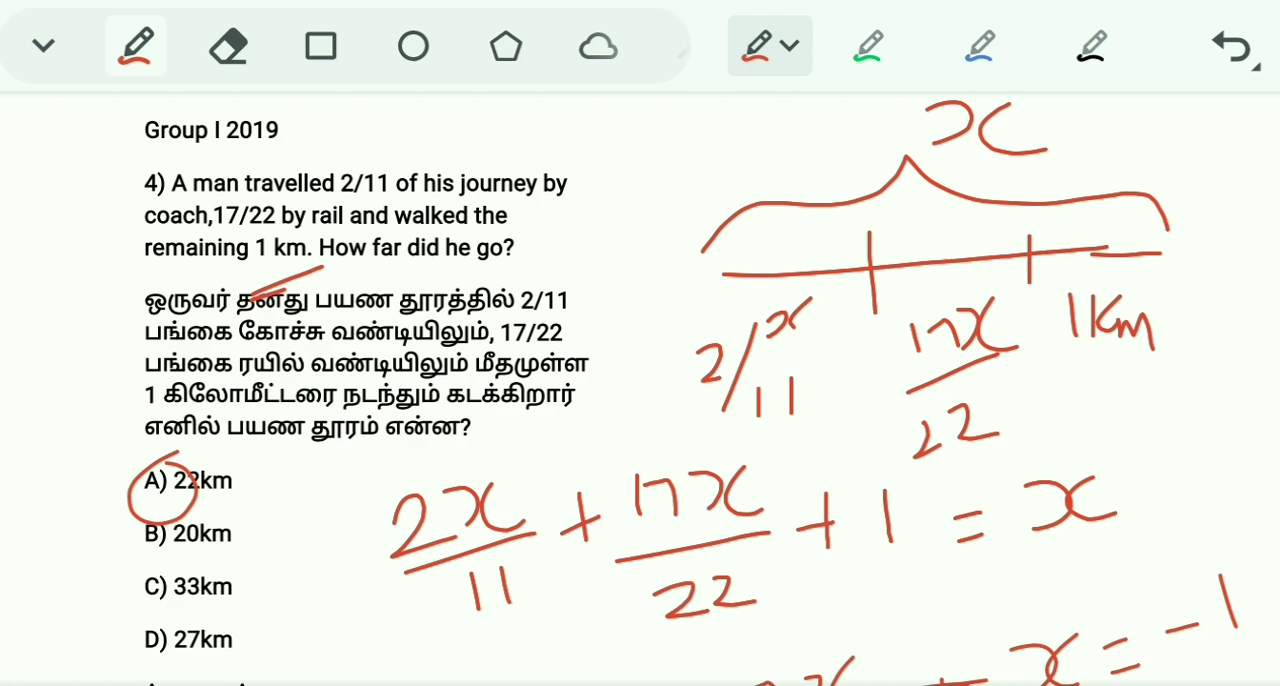 Group I 2019
4) A man travelled 2/11 of his journey by
coach,17/22 by rail and walked the
remaining 1 km. How far did he go?
ஒருவர் தனது பயண தூரத்தில் 2/11
பங்கை கோச்சு வண்டியிலும், 17/22
பங்கை ரயில் வண்டியிலும் மீதமுள்ள
1 கிலோமீட்டரை நடந்தும் கடக்கிறார்
எனில் பயண தூரம் என்ன?
A) 22km
B) 20km
C) 33km
D) 27km
x
2/11 x 17x/22 1Km
2x/11 + 17x/22 + 1 = x
x = -1